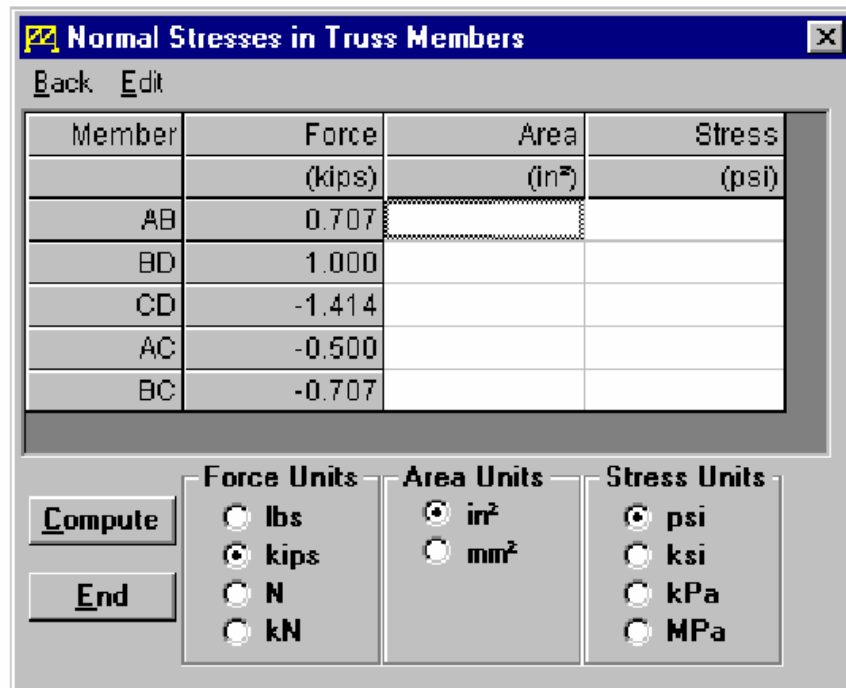 Normal Stresses in Truss Members
Back Edit
Member Force Area Stress
(kips) (in²) (psi)
AB 0.707
BD 1.000
CD -1.414
AC -0.500
BC -0.707
Force Units Area Units Stress Units
Compute lbs in² psi
kips mm² ksi
End N kPa
kN MPa